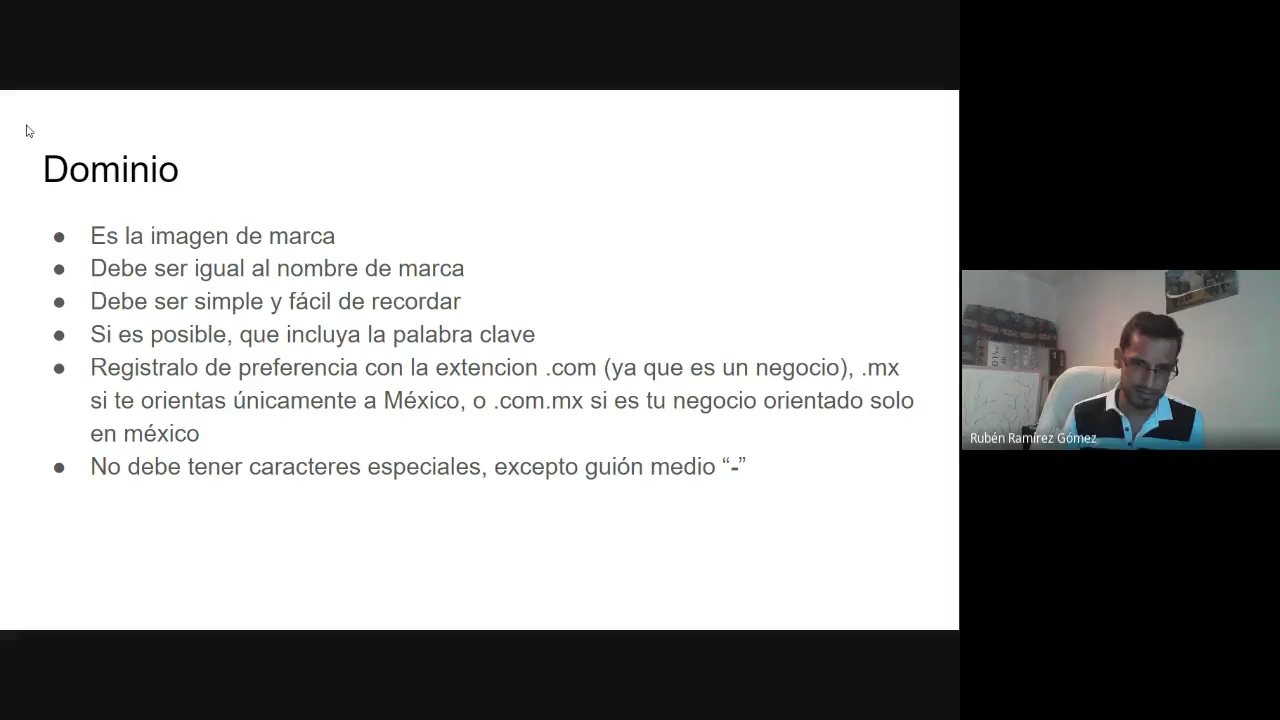 Dominio
● Es la imagen de marca
● Debe ser igual al nombre de marca
● Debe ser simple y fácil de recordar
● Si es posible, que incluya la palabra clave
● Registralo de preferencia con la extencion .com (ya que es un negocio), .mx
si te orientas únicamente a México, o .com.mx si es tu negocio orientado solo
en méxico
● No debe tener caracteres especiales, excepto guión medio “-”
Rubén Ramírez Gómez